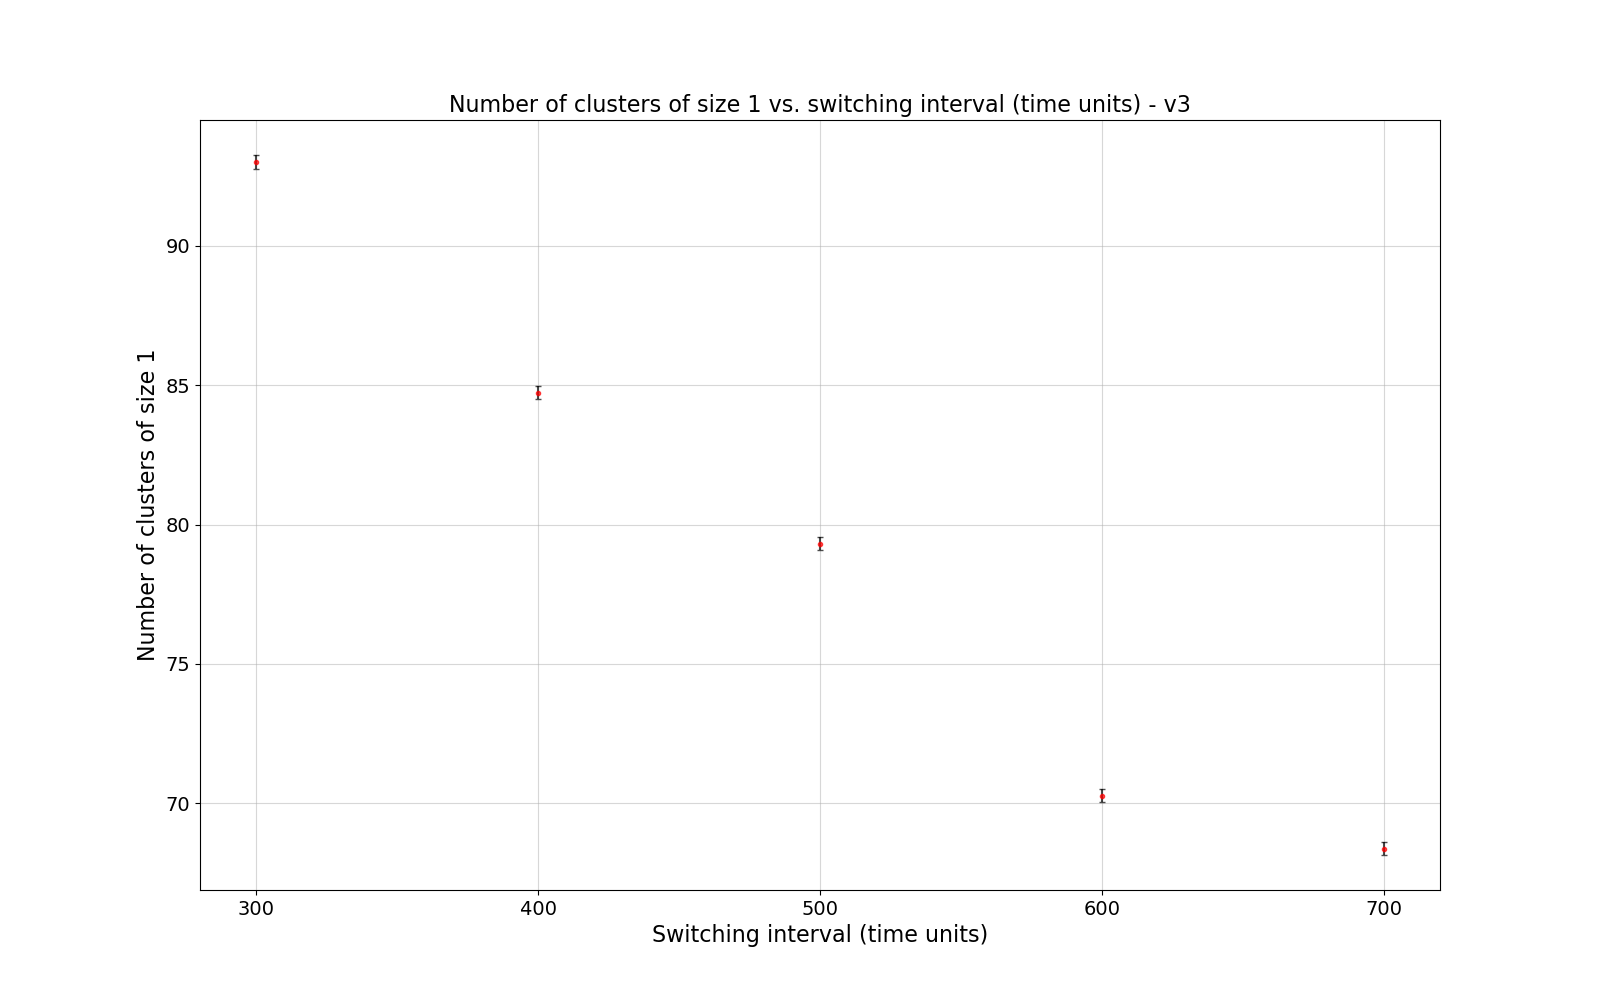 Number of clusters of size 1 vs. switching interval (time units) - v3
Number of clusters of size 1
90
85
80
75
70
300 400 500 600 700
Switching interval (time units)